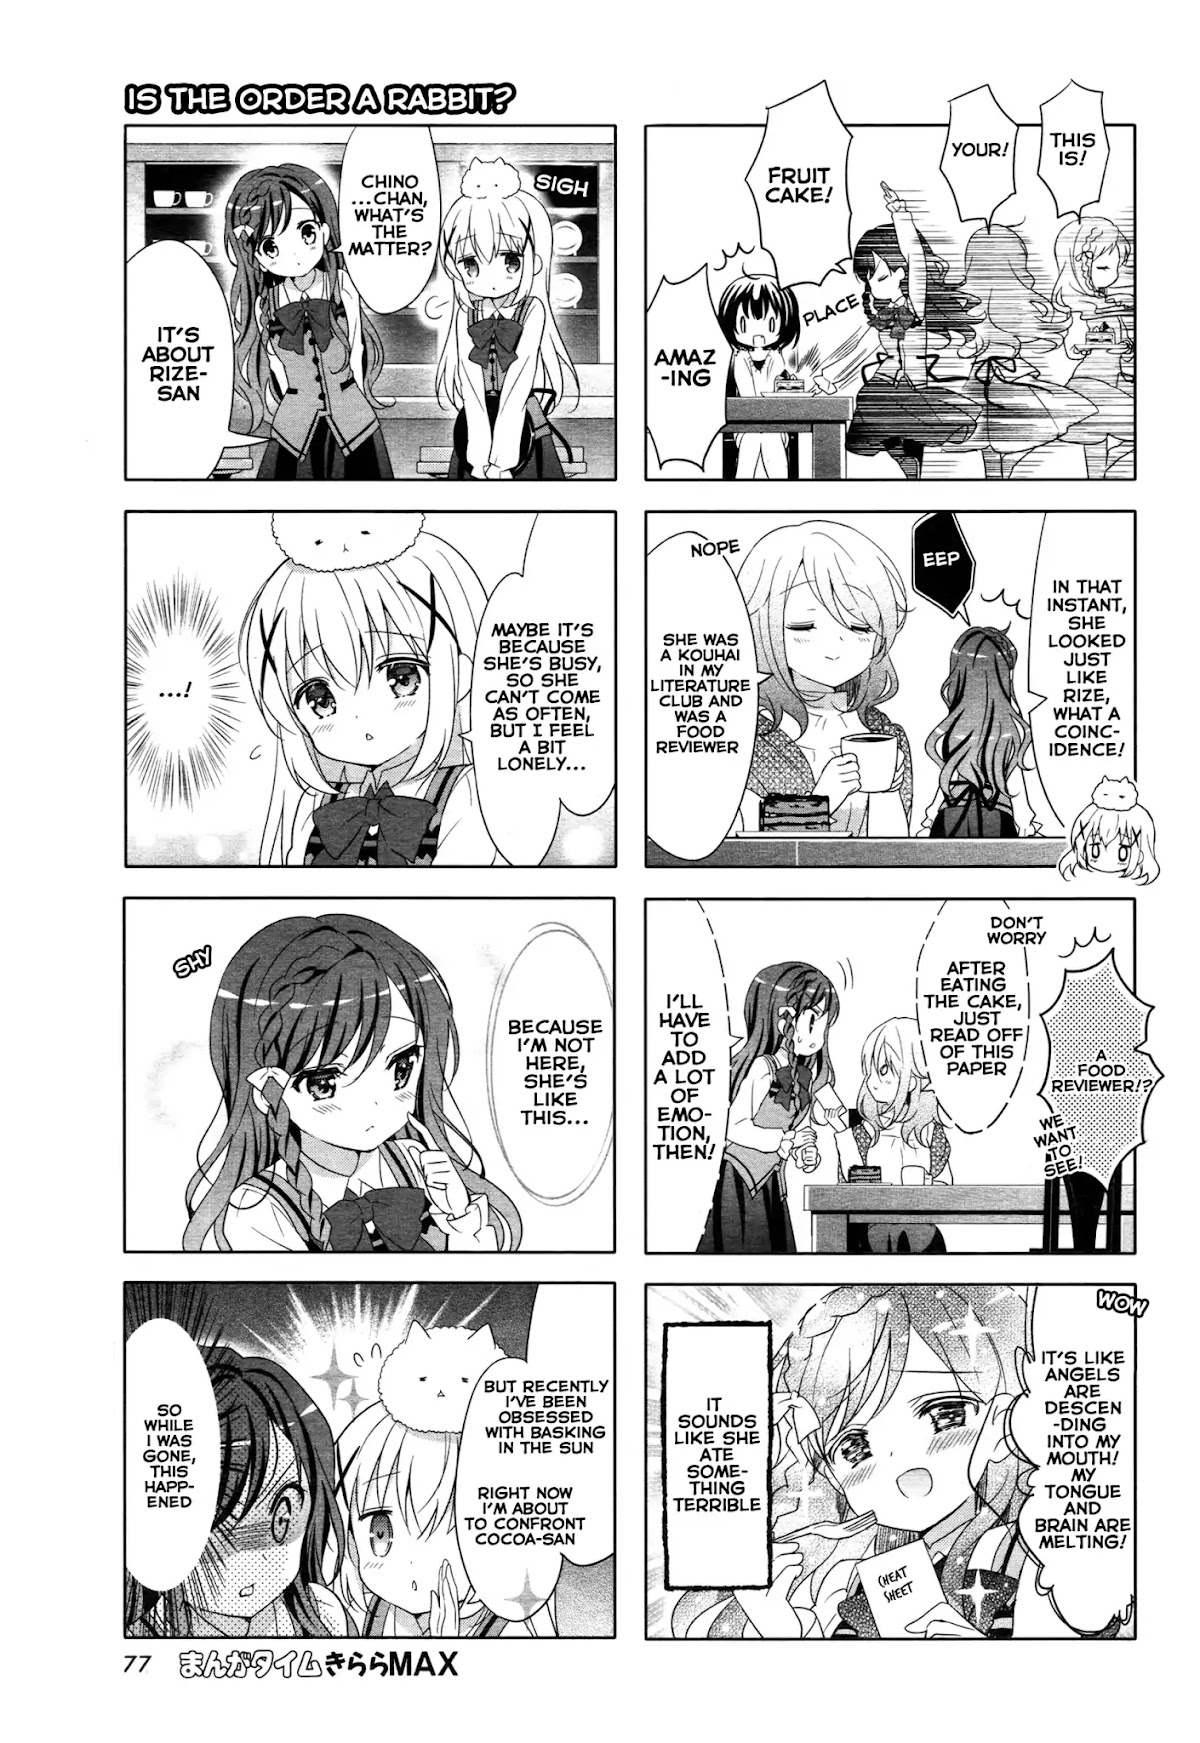 IS THE ORDER A RABBIT?
THIS
IS!
YOUR!
FRUIT
CAKE!
PLACE
AMAZ
-ING
IN THAT
INSTANT,
SHE
LOOKED
JUST
LIKE
RIZE,
WHAT A
COINC-
IDENCE!
EEP
NOPE
SHE WAS
A KOUHAI
IN MY
LITERATURE
CLUB AND
WAS A
FOOD
REVIEWER
A
FOOD
REVIEWER!?
WE
WANT
TO
SEE!
DON'T
WORRY
AFTER
EATING
THE CAKE,
JUST
READ OFF
OF THIS
PAPER
I'LL
HAVE
TO
ADD
A LOT
OF
EMO-
TION,
THEN!
WOW
IT'S LIKE
ANGELS
ARE
DESCEN
-DING
INTO MY
MOUTH!
MY
TONGUE
AND
BRAIN ARE
MELTING!
CHEAT
SHEET
IT
SOUNDS
LIKE SHE
ATE
SOME-
THING
TERRIBLE
SIGH
CHINO
...CHAN,
WHAT'S
THE
MATTER?
IT'S
ABOUT
RIZE-
SAN
MAYBE IT'S
BECAUSE
SHE'S BUSY,
SO SHE
CAN'T COME
AS OFTEN,
BUT I FEEL
A BIT
LONELY...
...!
BECAUSE
I'M NOT
HERE,
SHE'S
LIKE
THIS...
SHY
BUT RECENTLY
I'VE BEEN
OBSESSED
WITH BASKING
IN THE SUN
RIGHT NOW
I'M ABOUT
TO CONFRONT
COCOA-SAN
SO
WHILE
I WAS
GONE,
THIS
HAPP-
ENED
77 まんがタイムきららMAX